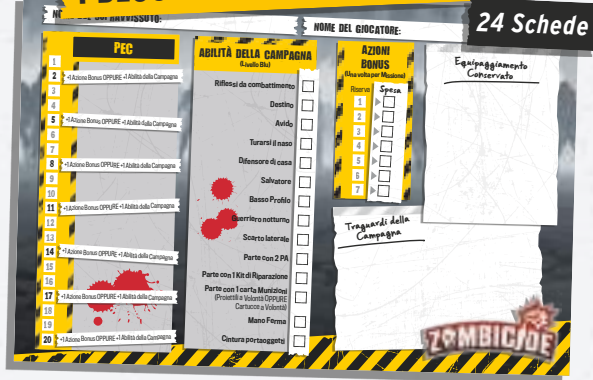 24 Schede
SOPRAVVISSUTO:
NOME DEL GIOCATORE:
PEC
1
2 +1 Azione Bonus OPPURE +1 Abilità della Campagna
3
4
5 +1 Azione Bonus OPPURE +1 Abilità della Campagna
6
7
8 +1 Azione Bonus OPPURE +1 Abilità della Campagna
9
10
11 +1 Azione Bonus OPPURE +1 Abilità della Campagna
12
13
14 +1 Azione Bonus OPPURE +1 Abilità della Campagna
15
16
17 +1 Azione Bonus OPPURE +1 Abilità della Campagna
18
19
20 +1 Azione Bonus OPPURE +1 Abilità della Campagna
ABILITÀ DELLA CAMPAGNA
(Livello Blu)
Riflessi da combattimento
Destino
Avido
Turarsi il naso
Difensore di casa
Salvatore
Basso Profilo
Guerriero notturno
Scarto laterale
Parte con 2 PA
Parte con 1 Kit di Riparazione
Parte con 1 carta Munizioni
(Proiettili a Volontà OPPURE
Cartucce a Volontà)
Mano Ferma
Cintura portaoggetti
AZIONI
BONUS
(Una volta per Missione)
Riserve Spesa
1
2
3
4
5
6
7
Equipaggiamento
Conservato
Traguardi della
Campagna
ZOMBICIDE